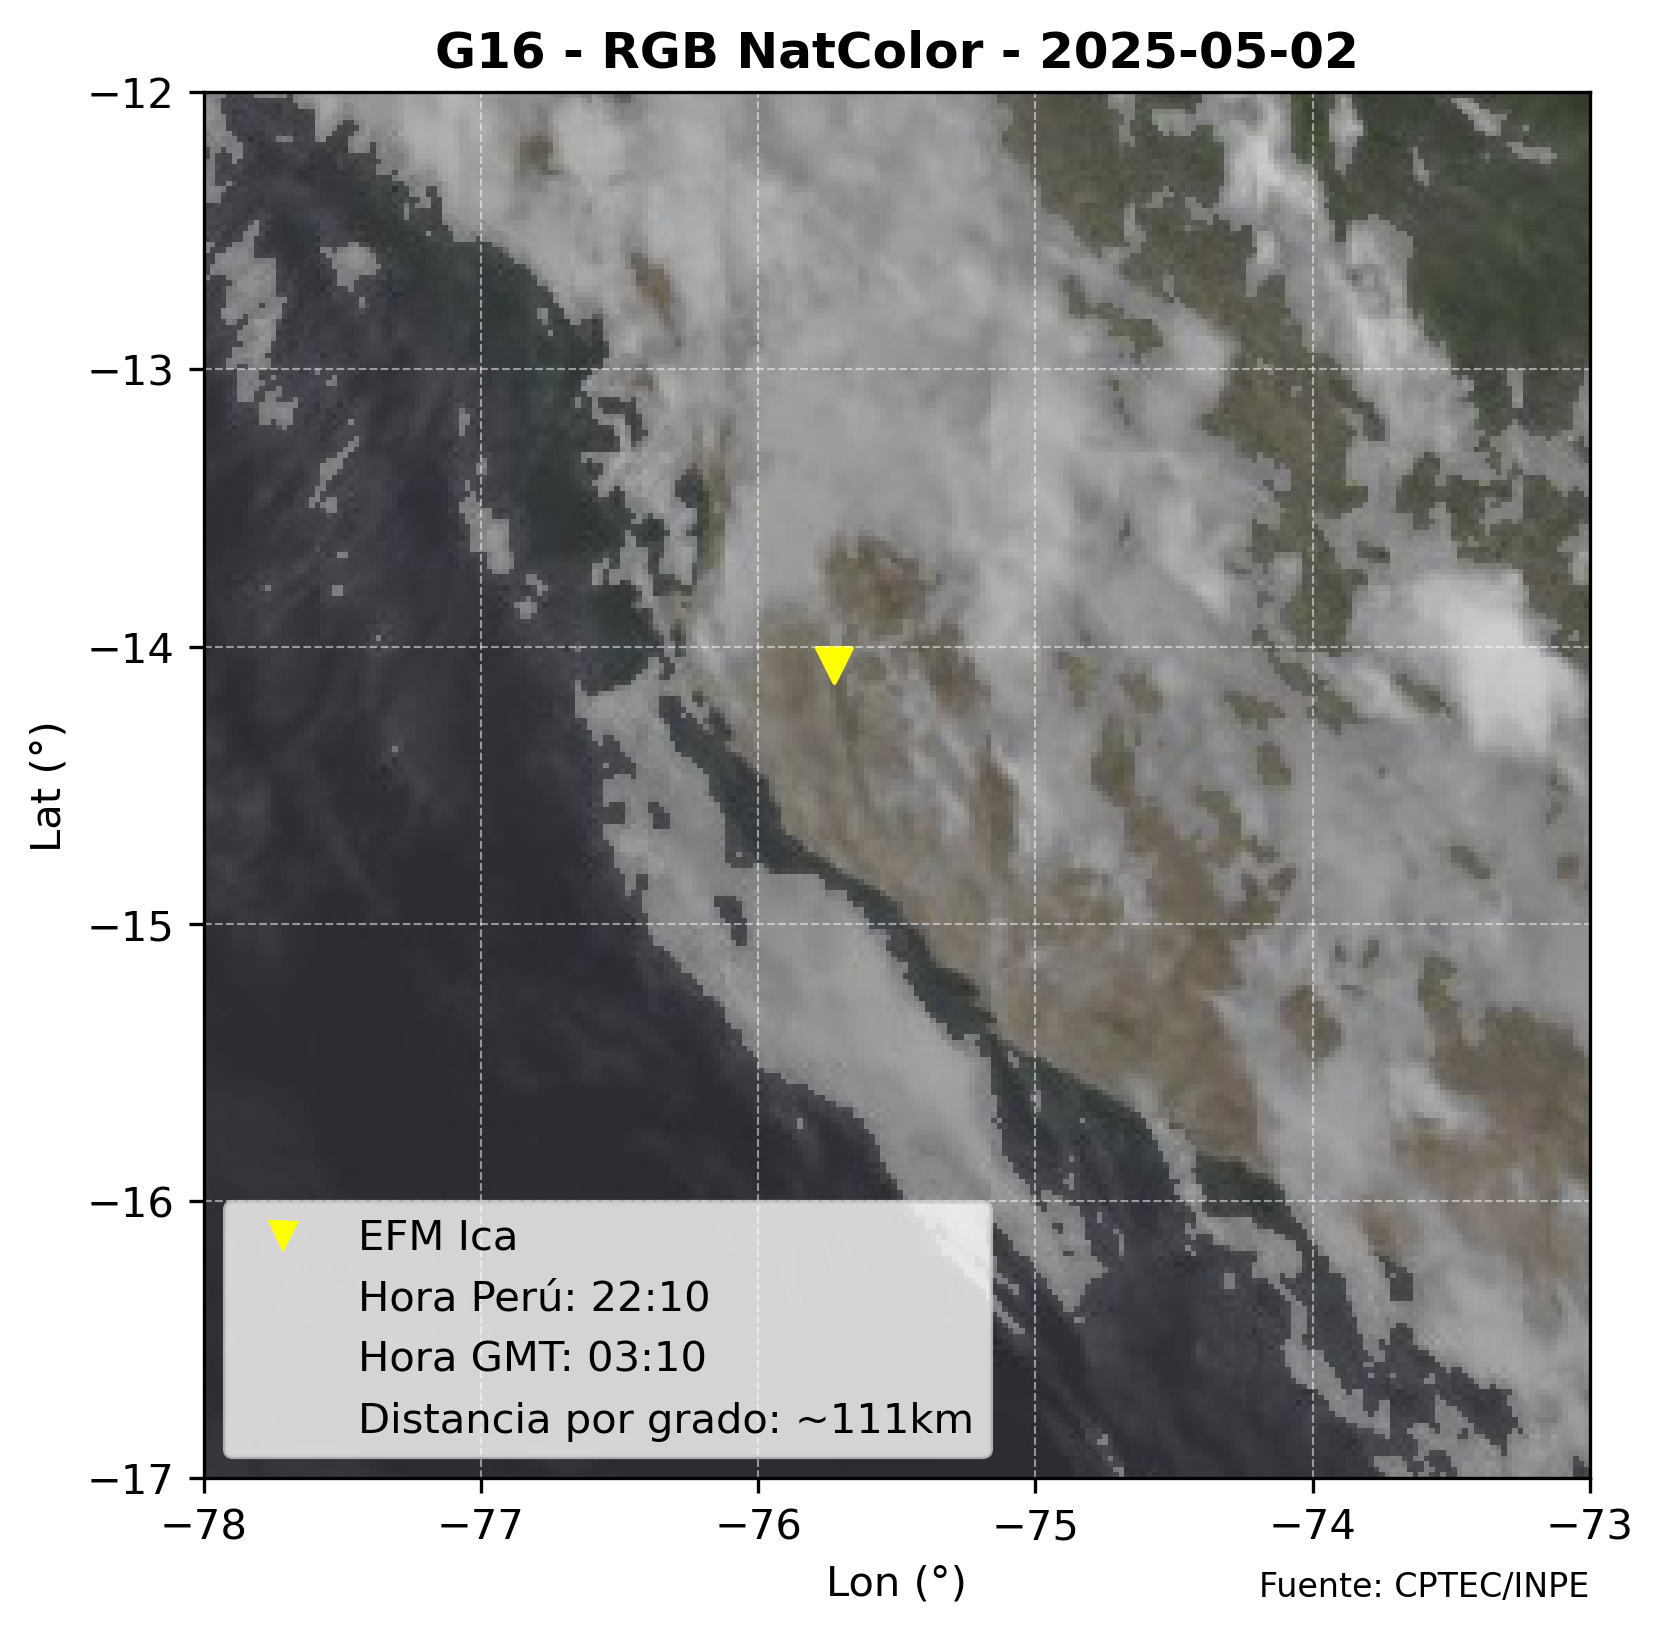 G16 - RGB NatColor - 2025-05-02
−12
−13
−14
−15
−16
−17
Lat (°)
EFM Ica
Hora Perú: 22:10
Hora GMT: 03:10
Distancia por grado: ~111km
−78 −77 −76 −75 −74 −73
Lon (°)
Fuente: CPTEC/INPE